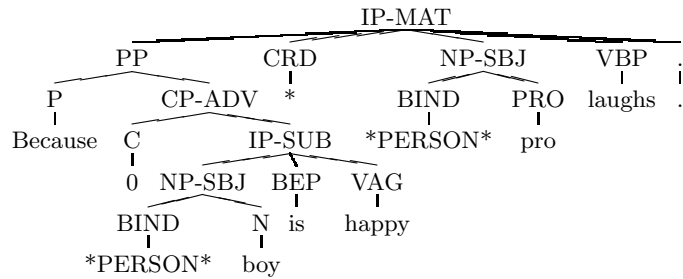 IP-MAT
PP CRD NP-SBJ VBP .
P CP-ADV * BIND PRO laughs .
Because C IP-SUB *PERSON* pro
0 NP-SBJ BEP VAG
BIND N is happy
*PERSON* boy